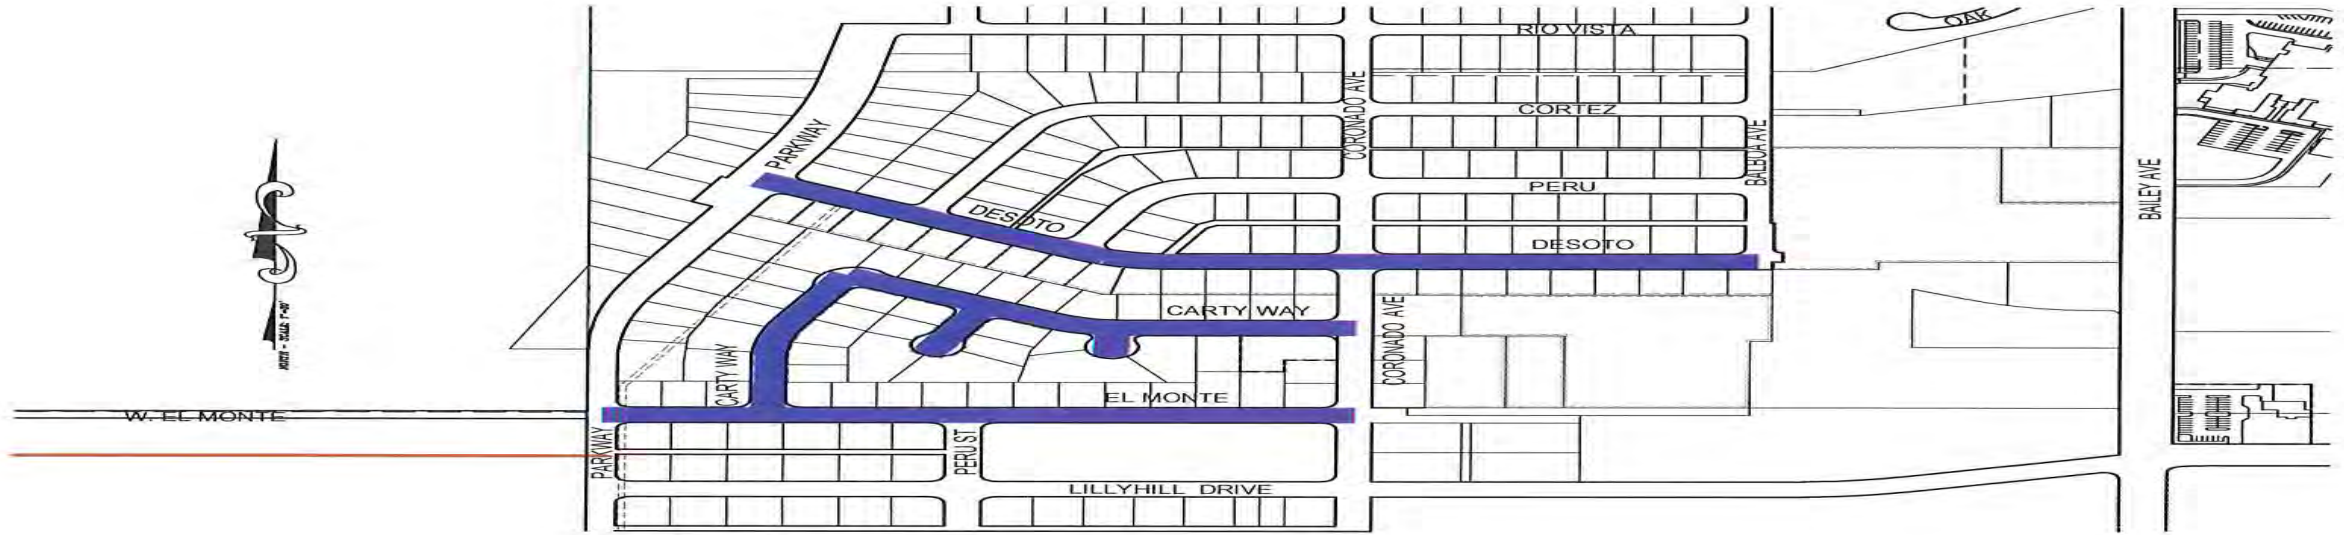 OAK
RIO VISTA
CORONADO AVE
CORTEZ
PARKWAY
BALBOA AVE
PERU
BAILEY AVE
DESOTO
DESOTO
CARTY WAY
CORONADO AVE
CARTY WAY
EL MONTE
W. EL MONTE
PARKWAY
PERU ST
LILLYHILL DRIVE